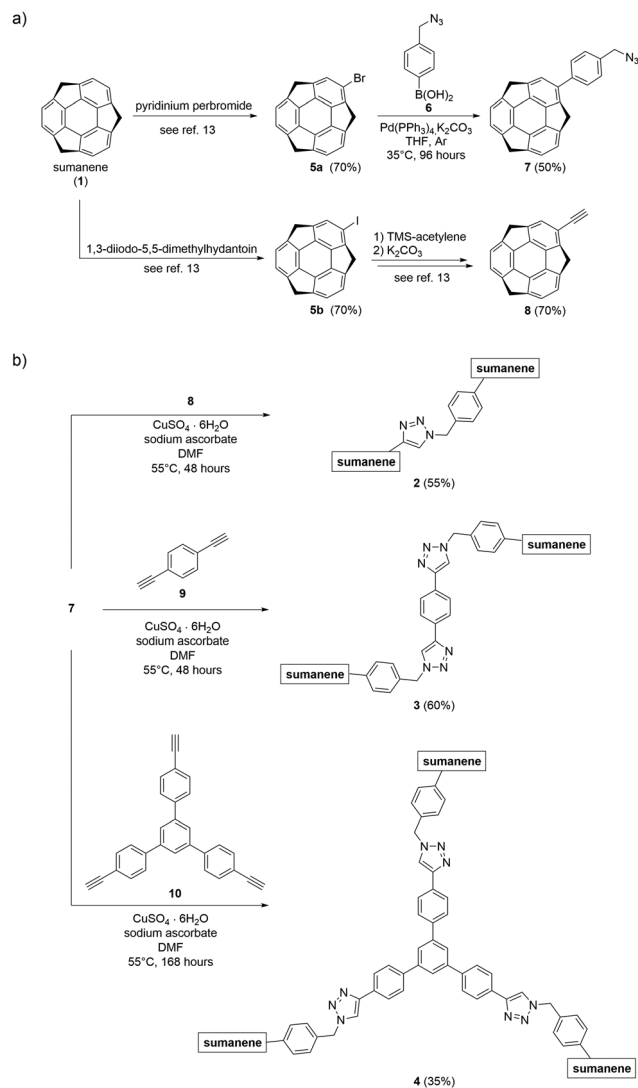 a)
N₃
N₃
Br
B(OH)₂
pyridinium perbromide
6
see ref. 13
Pd(PPh₃)₄,K₂CO₃
THF, Ar
35°C, 96 hours
sumanene
(1)
5a (70%)
7 (50%)
I
1,3-diiodo-5,5-dimethylhydantoin
see ref. 13
1) TMS-acetylene
2) K₂CO₃
see ref. 13
5b (70%)
8 (70%)
b)
8
CuSO₄ · 6H₂O
sodium ascorbate
DMF
55°C, 48 hours
sumanene
N N
N
sumanene
2 (55%)
7
9
CuSO₄ · 6H₂O
sodium ascorbate
DMF
55°C, 48 hours
N
N
N
sumanene
N
N
N
sumanene
3 (60%)
10
CuSO₄ · 6H₂O
sodium ascorbate
DMF
55°C, 168 hours
sumanene
N
N
N
N
N
N
N
N
N
sumanene
sumanene
4 (35%)